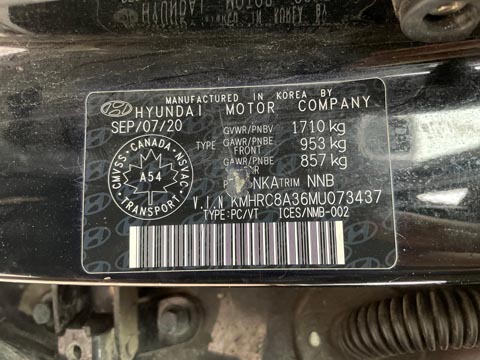 MANUFACTURED IN KOREA BY
HYUNDAI MOTOR COMPANY
SEP/07/20 GVWR/PNBV 1710 kg
TYPE GAWR/PNBE FRONT 953 kg
GAWR/PNBE 857 kg
NKA TRIM NNB
V.I.N KMHRC8A36MU073437
TYPE:PC/VT ICES/NMB-002
CMVSS CANADA NSVAC
A54
TRANSPORT